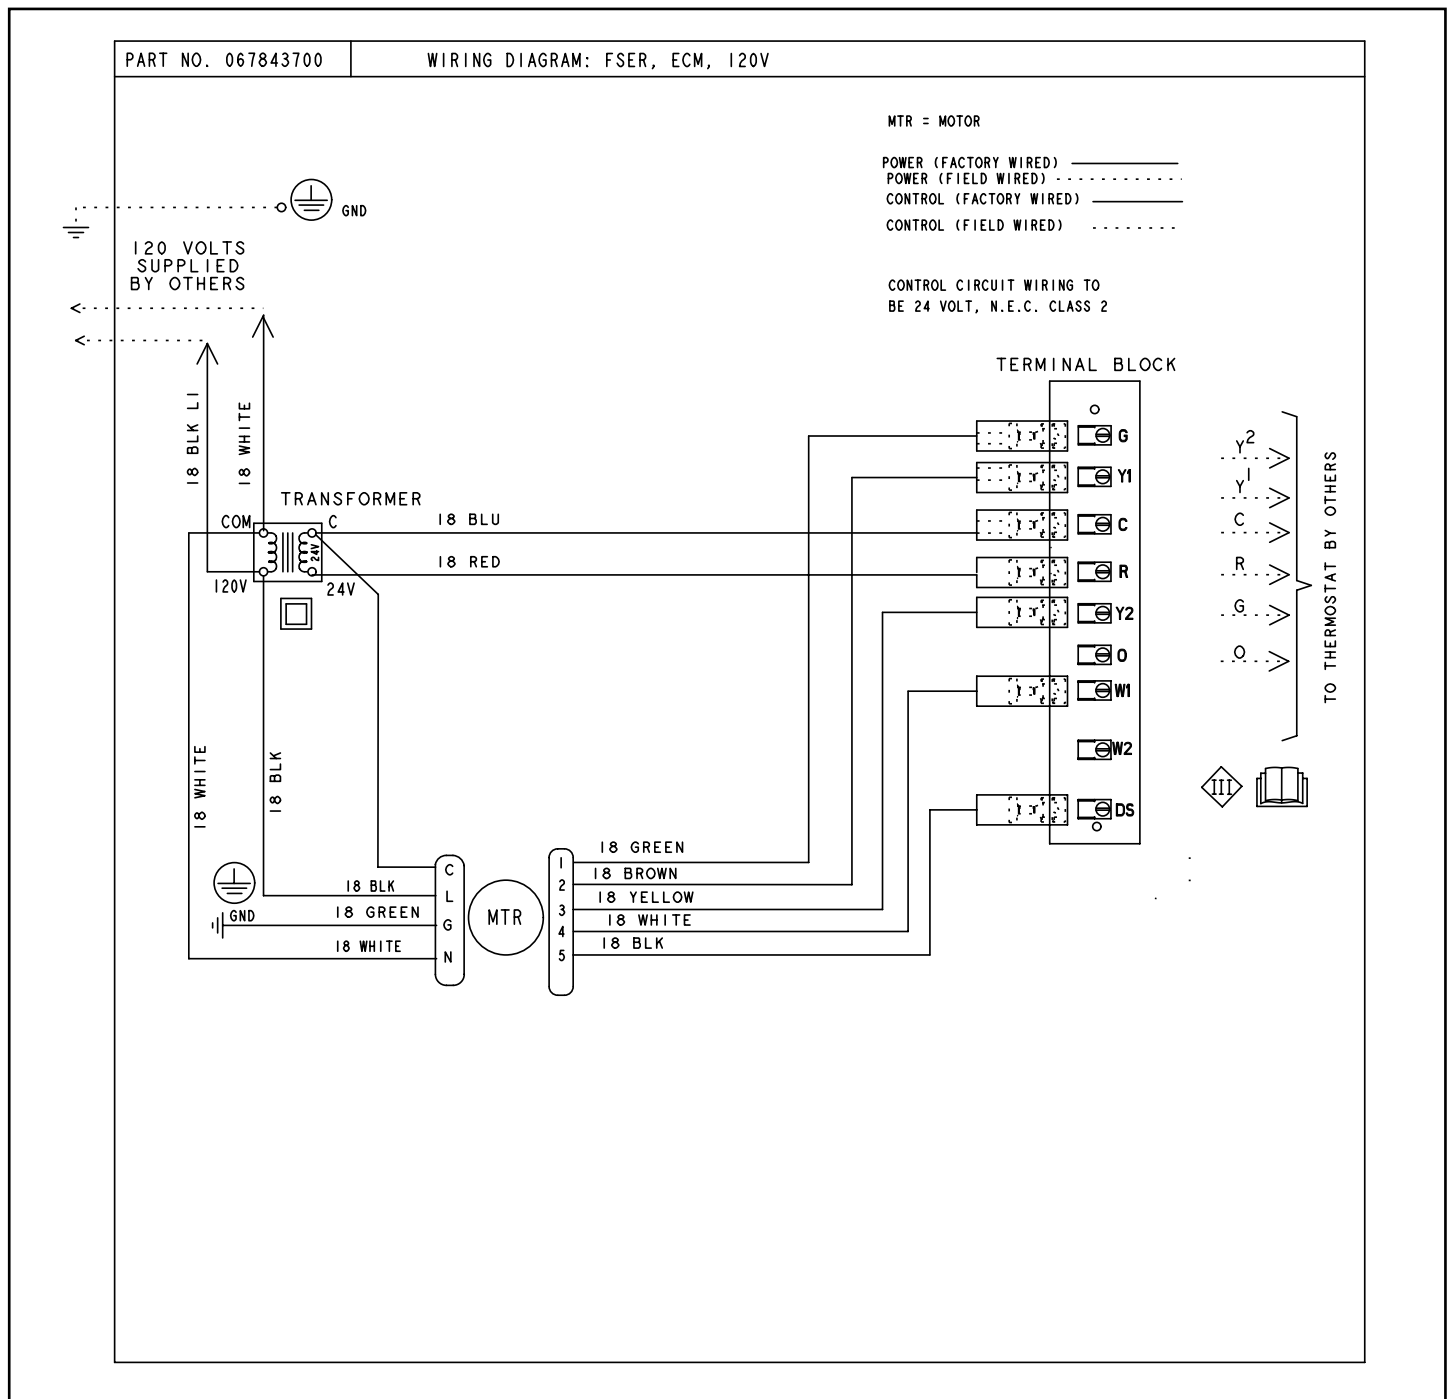 PART NO. 067843700
WIRING DIAGRAM: FSER, ECM, 120V
MTR = MOTOR
POWER (FACTORY WIRED)
POWER (FIELD WIRED)
CONTROL (FACTORY WIRED)
CONTROL (FIELD WIRED)
GND
120 VOLTS
SUPPLIED
BY OTHERS
CONTROL CIRCUIT WIRING TO
BE 24 VOLT, N.E.C. CLASS 2
TERMINAL BLOCK
18 BLK L1
18 WHITE
TRANSFORMER
COM
C
24V
120V
24V
18 BLU
18 RED
G
Y1
C
R
Y2
O
W1
W2
DS
Y2
Y1
C
R
G
O
TO THERMOSTAT BY OTHERS
III
18 WHITE
18 BLK
GND
18 BLK
18 GREEN
18 WHITE
C
L
G
N
MTR
1
2
3
4
5
18 GREEN
18 BROWN
18 YELLOW
18 WHITE
18 BLK